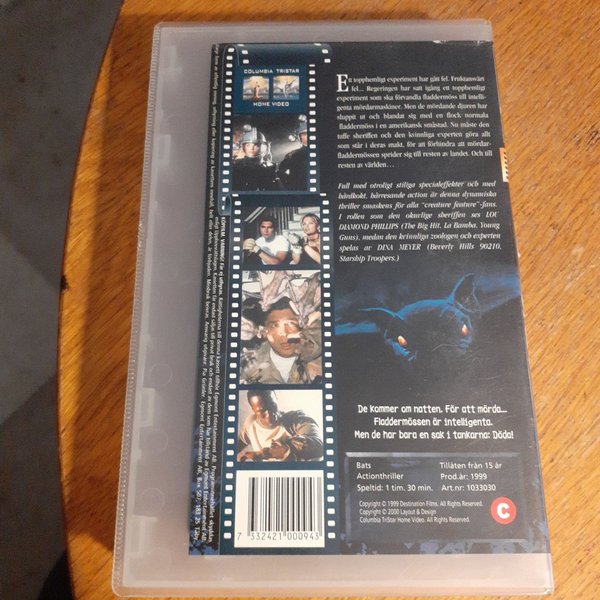 COLUMBIA TRISTAR
HOME VIDEO
Ett topphemligt experiment har gått fel. Fruktansvärt
fel... Regeringen har satt igång en topphemligt
experiment som ska förvandla fladdermöss till intelli-
genta mördarmaskiner. Men de mördande djuren har
sluppit ut och blandat sig med en flock normala
fladdermöss i en amerikansk småstad. Nu måste den
tuffe sheriffen och den kvinnliga experten göra allt
som står i deras makt, för att förhindra att mördar-
fladdermössen sprider sig till resten av landet. Och till
resten av världen...
Full med otroligt stiliga specialeffekter och med
hårdkokt, hårresande action är denna dynamiska
thriller smaskens för alla "creature feature"-fans.
I rollen som den okuvlige sheriffen ses LOU
DIAMOND PHILLIPS (The Big Hit, La Bamba, Young
Guns), medan den kvinnliga zoologen och experten
spelas av DINA MEYER (Beverly Hills 90210,
Starship Troopers.)
De kommer om natten. För att mörda...
Fladdermössen är intelligenta.
Men de har bara en sak i tankarna: Döda!
Bats
Tillåten från 15 år
Actionthriller
Prod.år: 1999
Speltid: 1 tim. 30 min.
Art.nr: 1033030
Copyright © 1999 Destination Films. All Rights Reserved.
Copyright © 2000 Layout & Design
Columbia TriStar Home Video. All Rights Reserved.
C
7 332421 000943